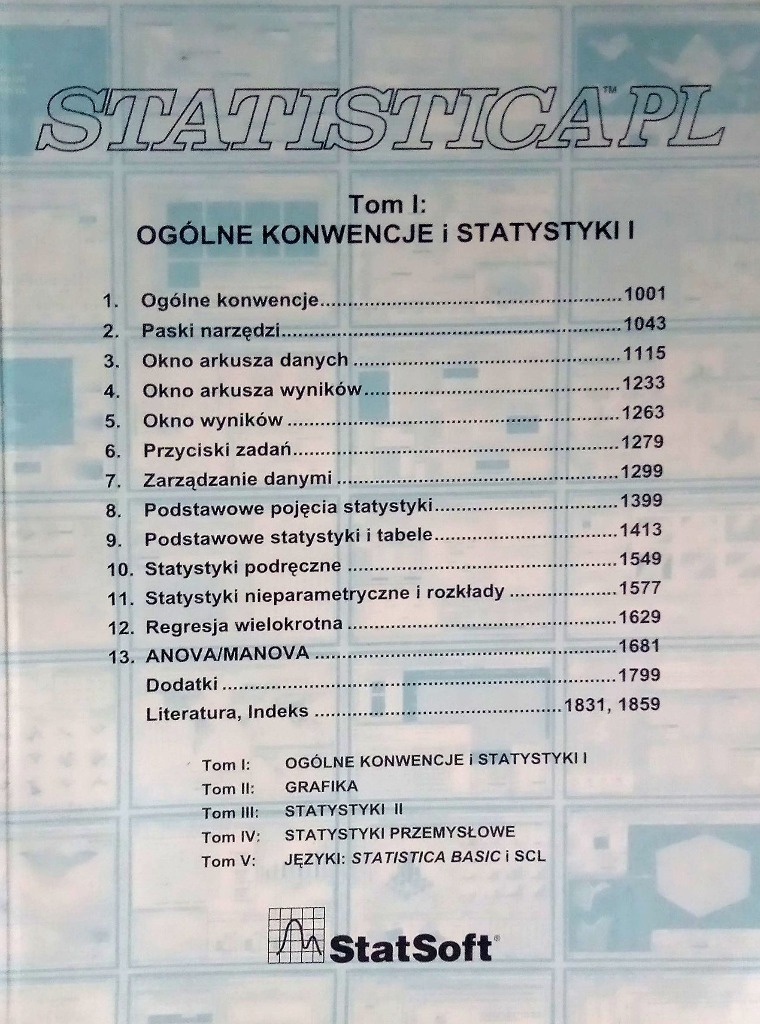 STATISTICA™ PL
Tom I:
OGÓLNE KONWENCJE i STATYSTYKI I
1. Ogólne konwencje..........1001
2. Paski narzędzi..........1043
3. Okno arkusza danych..........1115
4. Okno arkusza wyników..........1233
5. Okno wyników..........1263
6. Przyciski zadań..........1279
7. Zarządzanie danymi..........1299
8. Podstawowe pojęcia statystyki..........1399
9. Podstawowe statystyki i tabele..........1413
10. Statystyki podręczne..........1549
11. Statystyki nieparametryczne i rozkłady..........1577
12. Regresja wielokrotna..........1629
13. ANOVA/MANOVA..........1681
Dodatki..........1799
Literatura, Indeks..........1831, 1859
Tom I: OGÓLNE KONWENCJE i STATYSTYKI I
Tom II: GRAFIKA
Tom III: STATYSTYKI II
Tom IV: STATYSTYKI PRZEMYSŁOWE
Tom V: JĘZYKI: STATISTICA BASIC i SCL
StatSoft®